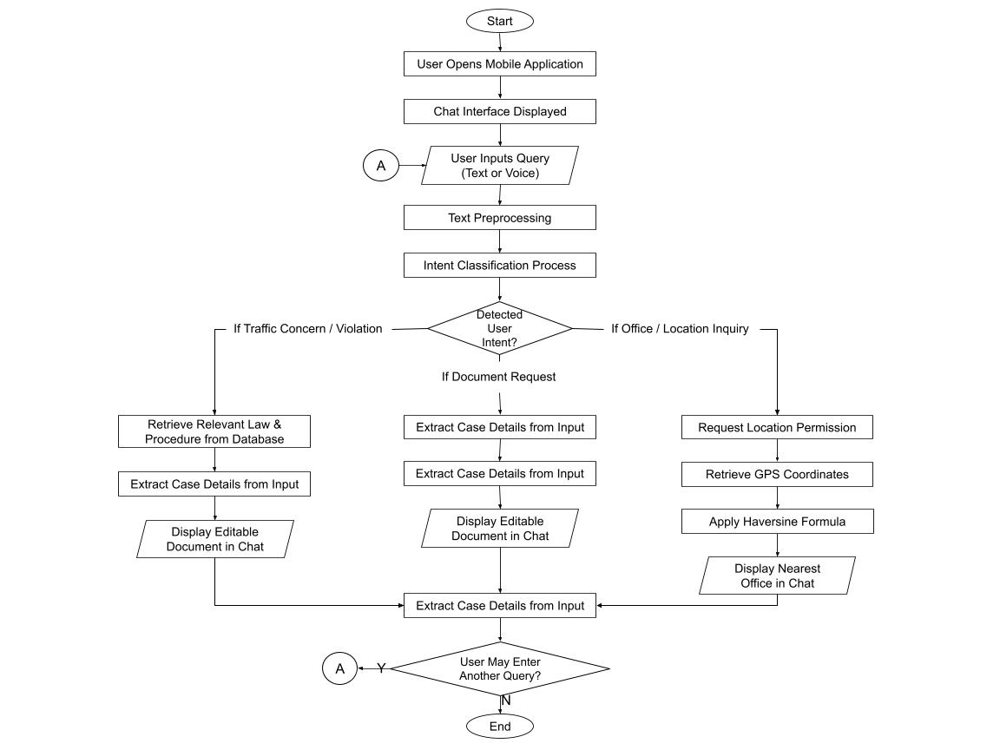 Start
User Opens Mobile Application
Chat Interface Displayed
A
User Inputs Query
(Text or Voice)
Text Preprocessing
Intent Classification Process
Detected
User
Intent?
If Traffic Concern / Violation
If Document Request
If Office / Location Inquiry
Retrieve Relevant Law &
Procedure from Database
Extract Case Details from Input
Display Editable
Document in Chat
Extract Case Details from Input
Extract Case Details from Input
Display Editable
Document in Chat
Request Location Permission
Retrieve GPS Coordinates
Apply Haversine Formula
Display Nearest
Office in Chat
Extract Case Details from Input
User May Enter
Another Query?
Y
A
N
End